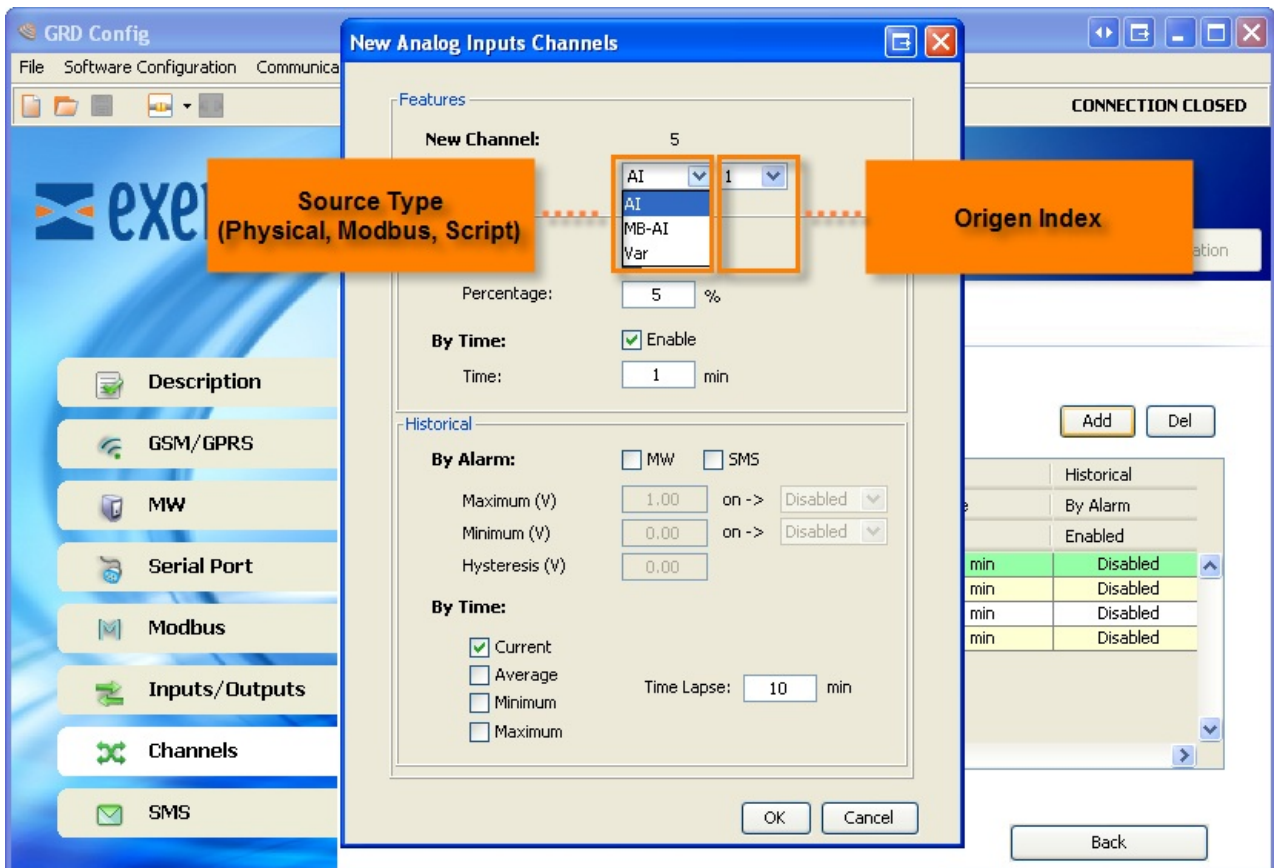 GRD Config
New Analog Inputs Channels
File Software Configuration Communica
Features
CONNECTION CLOSED
New Channel: 5
AI 1
exe
Source Type
(Physical, Modbus, Script)
AI
MB-AI
Var
Origen Index
ation
Percentage: 5 %
By Time: Enable
Time: 1 min
Description
GSM/GPRS
MW
Serial Port
Modbus
Inputs/Outputs
Channels
SMS
Historical
By Alarm: MW SMS
Maximum (V) 1.00 on -> Disabled
Minimum (V) 0.00 on -> Disabled
Hysteresis (V) 0.00
By Time:
Current
Average
Minimum
Maximum
Time Lapse: 10 min
OK Cancel
Add Del
Historical
By Alarm
Enabled
min Disabled
min Disabled
min Disabled
min Disabled
Back